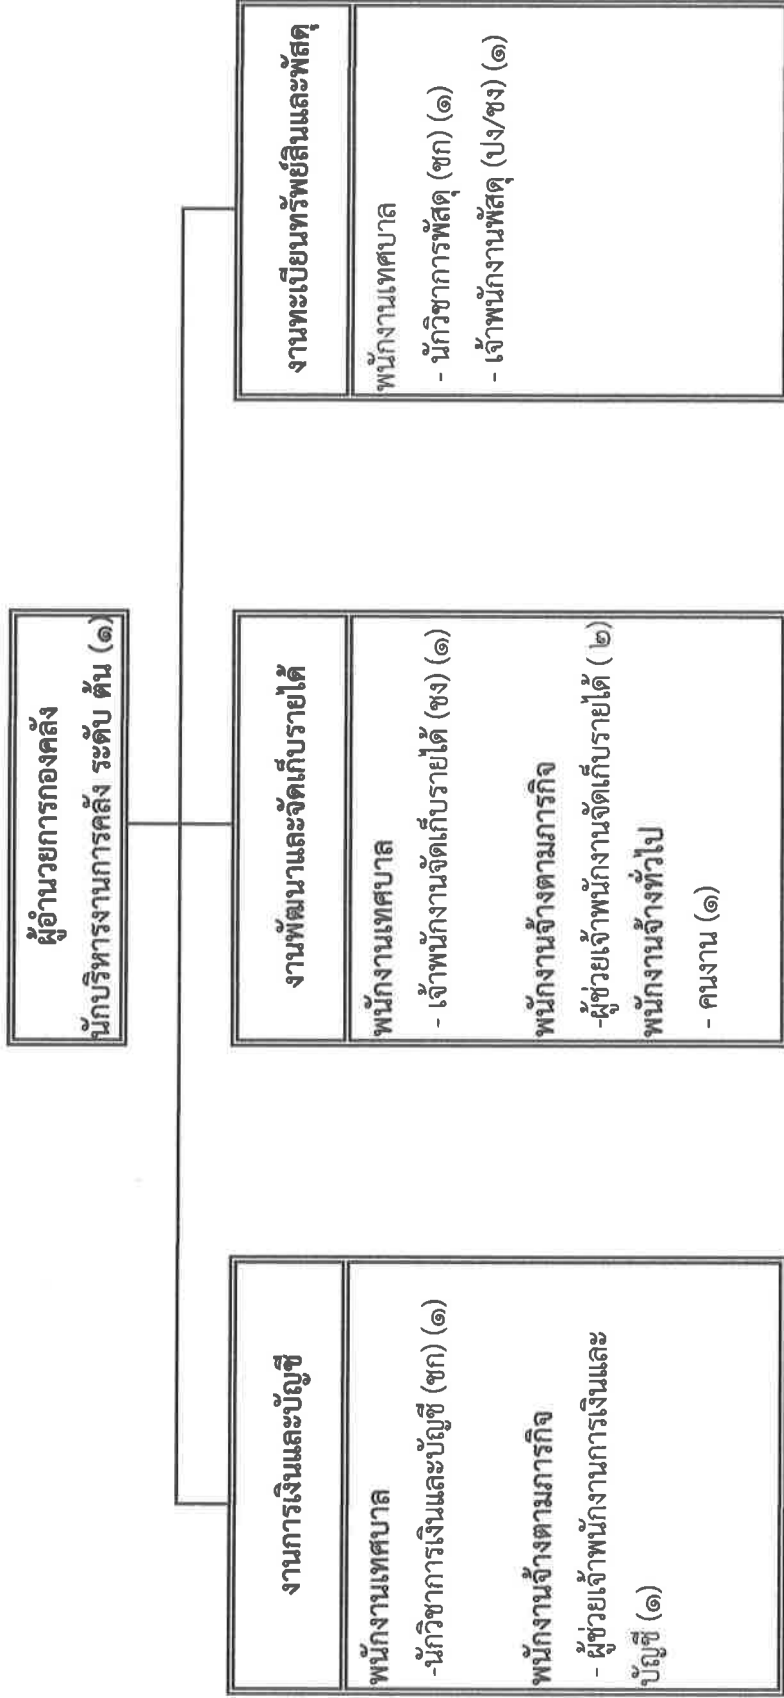 ผู้อำนวยการกองคลัง
นักบริหารงานการคลัง ระดับ ต้น (๑)
งานการเงินและบัญชี
พนักงานเทศบาล
-นักวิชาการเงินและบัญชี (ชก) (๑)
พนักงานจ้างตามภารกิจ
- ผู้ช่วยเจ้าพนักงานการเงินและ
บัญชี (๑)
งานพัฒนาและจัดเก็บรายได้
พนักงานเทศบาล
- เจ้าพนักงานจัดเก็บรายได้ (ชง) (๑)
พนักงานจ้างตามภารกิจ
-ผู้ช่วยเจ้าพนักงานจัดเก็บรายได้ ( ๒)
พนักงานจ้างทั่วไป
- คนงาน (๑)
งานทะเบียนทรัพย์สินและพัสดุ
พนักงานเทศบาล
- นักวิชาการพัสดุ (ชก) (๑)
- เจ้าพนักงานพัสดุ (ปง/ชง) (๑)